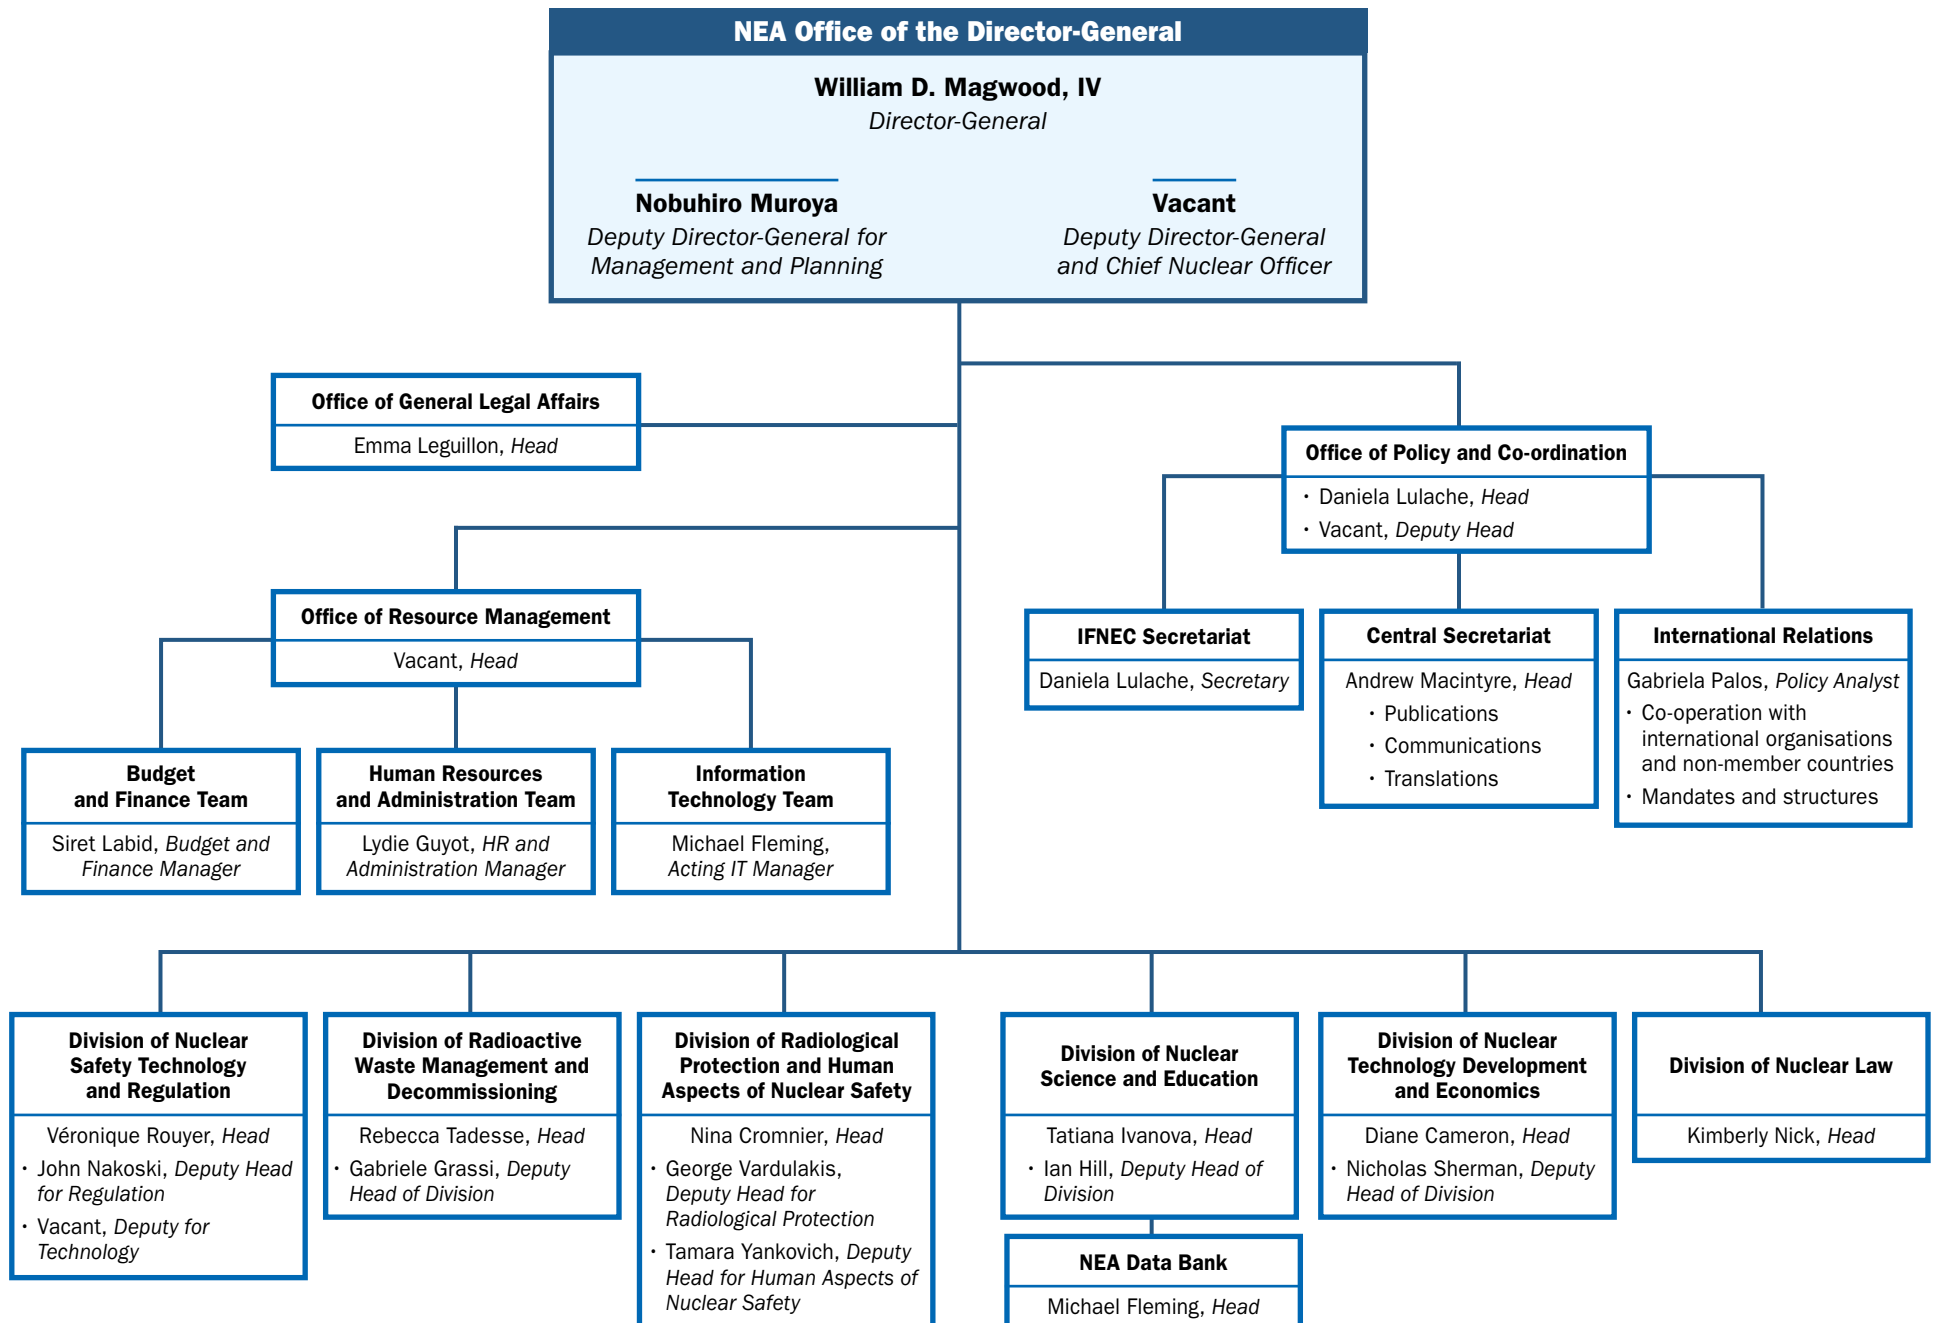 NEA Office of the Director-General
William D. Magwood, IV
Director-General
Nobuhiro Muroya
Deputy Director-General for
Management and Planning
Vacant
Deputy Director-General
and Chief Nuclear Officer
Office of General Legal Affairs
Emma Leguillon, Head
Office of Policy and Co-ordination
• Daniela Lulache, Head
• Vacant, Deputy Head
Office of Resource Management
Vacant, Head
IFNEC Secretariat
Daniela Lulache, Secretary
Central Secretariat
Andrew Macintyre, Head
• Publications
• Communications
• Translations
International Relations
Gabriela Palos, Policy Analyst
• Co-operation with
international organisations
and non-member countries
• Mandates and structures
Budget
and Finance Team
Siret Labid, Budget and
Finance Manager
Human Resources
and Administration Team
Lydie Guyot, HR and
Administration Manager
Information
Technology Team
Michael Fleming,
Acting IT Manager
Division of Nuclear
Safety Technology
and Regulation
Véronique Rouyer, Head
• John Nakoski, Deputy Head
for Regulation
• Vacant, Deputy for
Technology
Division of Radioactive
Waste Management and
Decommissioning
Rebecca Tadesse, Head
• Gabriele Grassi, Deputy
Head of Division
Division of Radiological
Protection and Human
Aspects of Nuclear Safety
Nina Cromnier, Head
• George Vardulakis,
Deputy Head for
Radiological Protection
• Tamara Yankovich, Deputy
Head for Human Aspects of
Nuclear Safety
Division of Nuclear
Science and Education
Tatiana Ivanova, Head
• Ian Hill, Deputy Head of
Division
NEA Data Bank
Michael Fleming, Head
Division of Nuclear
Technology Development
and Economics
Diane Cameron, Head
• Nicholas Sherman, Deputy
Head of Division
Division of Nuclear Law
Kimberly Nick, Head